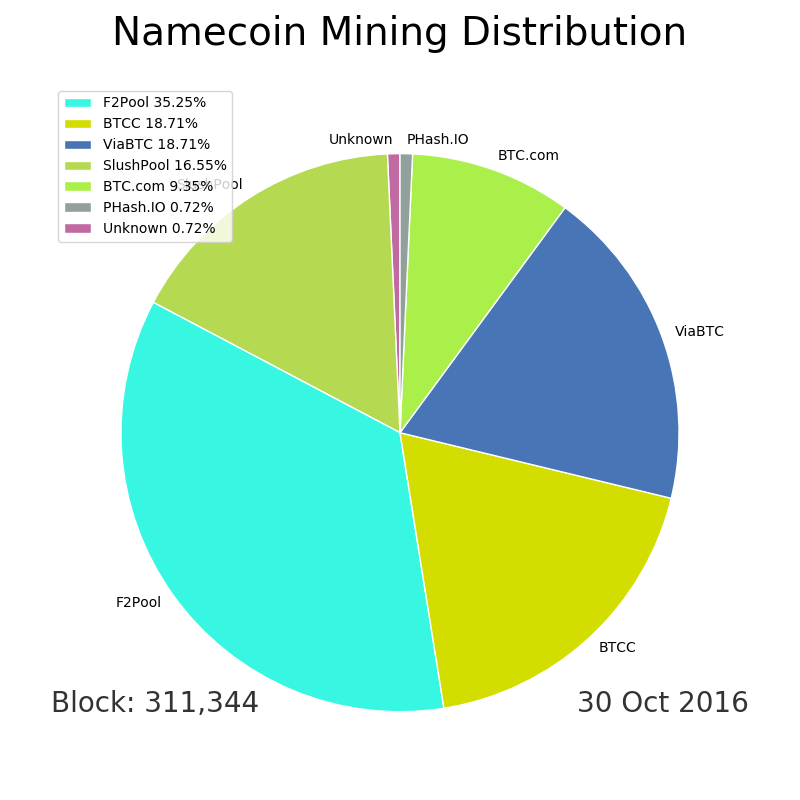 Namecoin Mining Distribution
F2Pool 35.25%
BTCC 18.71%
ViaBTC 18.71%
SlushPool 16.55%
BTC.com 9.35%
PHash.IO 0.72%
Unknown 0.72%
Unknown
PHash.IO
BTC.com
SlushPool
ViaBTC
F2Pool
BTCC
Block: 311,344
30 Oct 2016